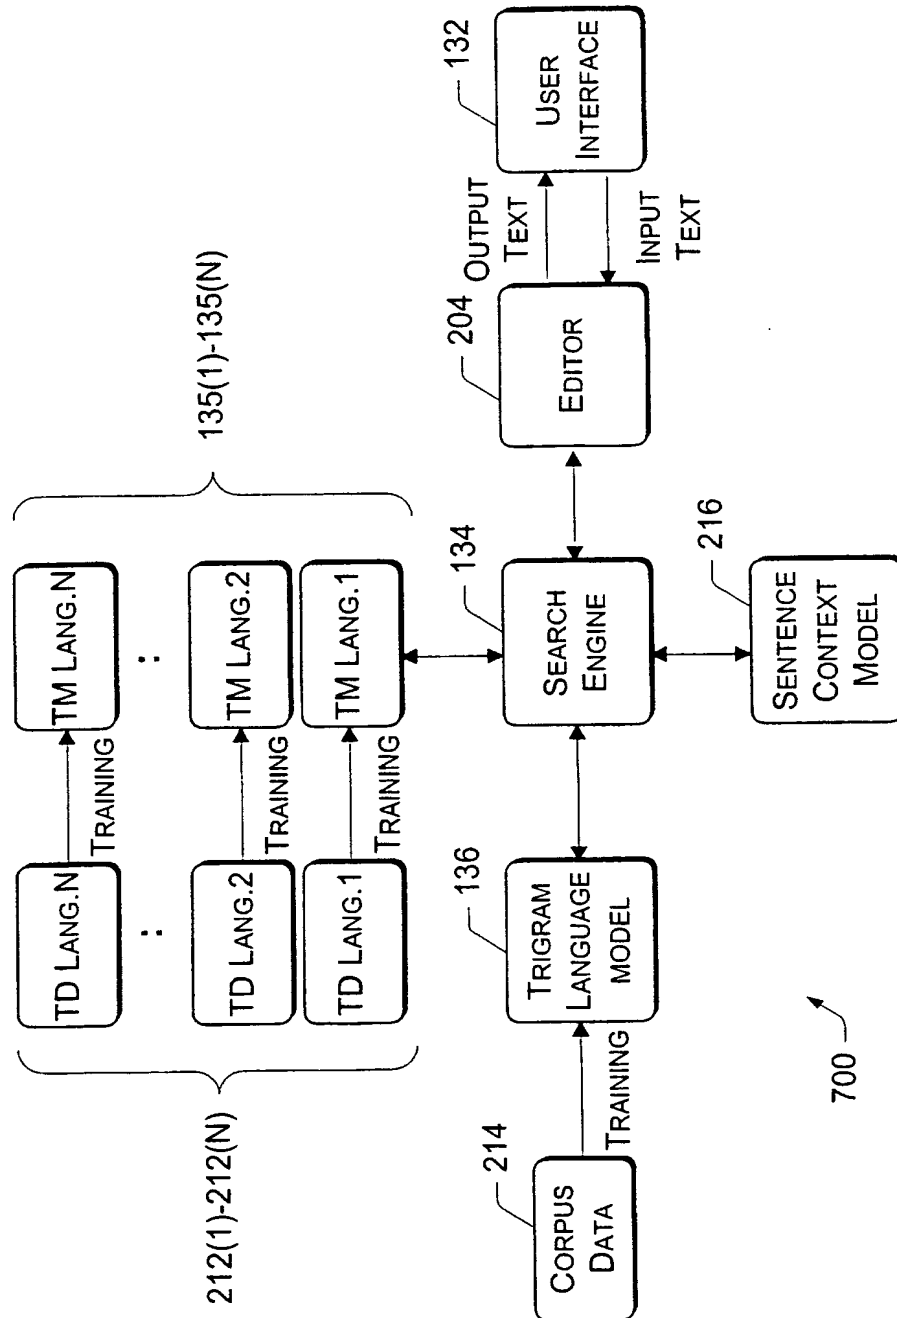 212(1)-212(N)
135(1)-135(N)
TD LANG.N
TRAINING
TM LANG.N
:
:
TD LANG.2
TRAINING
TM LANG.2
TD LANG.1
TRAINING
TM LANG.1
214
CORPUS
DATA
TRAINING
136
TRIGRAM
LANGUAGE
MODEL
134
SEARCH
ENGINE
204
EDITOR
OUTPUT
TEXT
INPUT
TEXT
132
USER
INTERFACE
216
SENTENCE
CONTEXT
MODEL
700